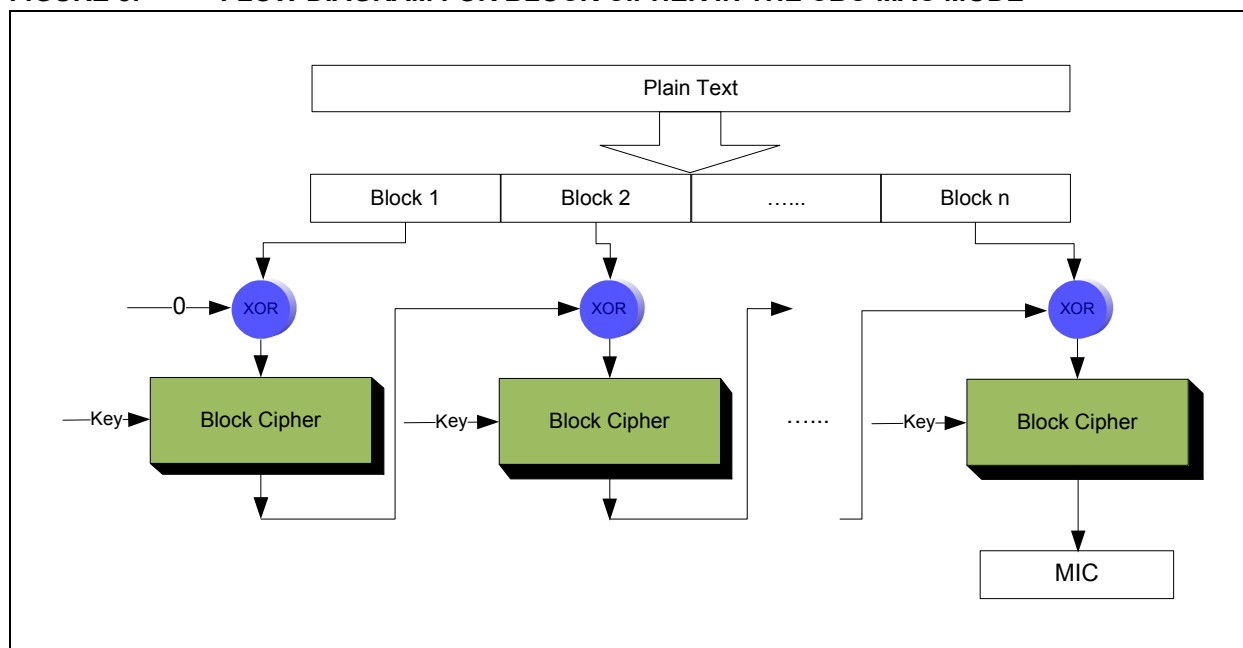 Plain Text
Block 1 Block 2 …... Block n
0 XOR XOR XOR
Key Block Cipher Key Block Cipher …... Key Block Cipher
MIC